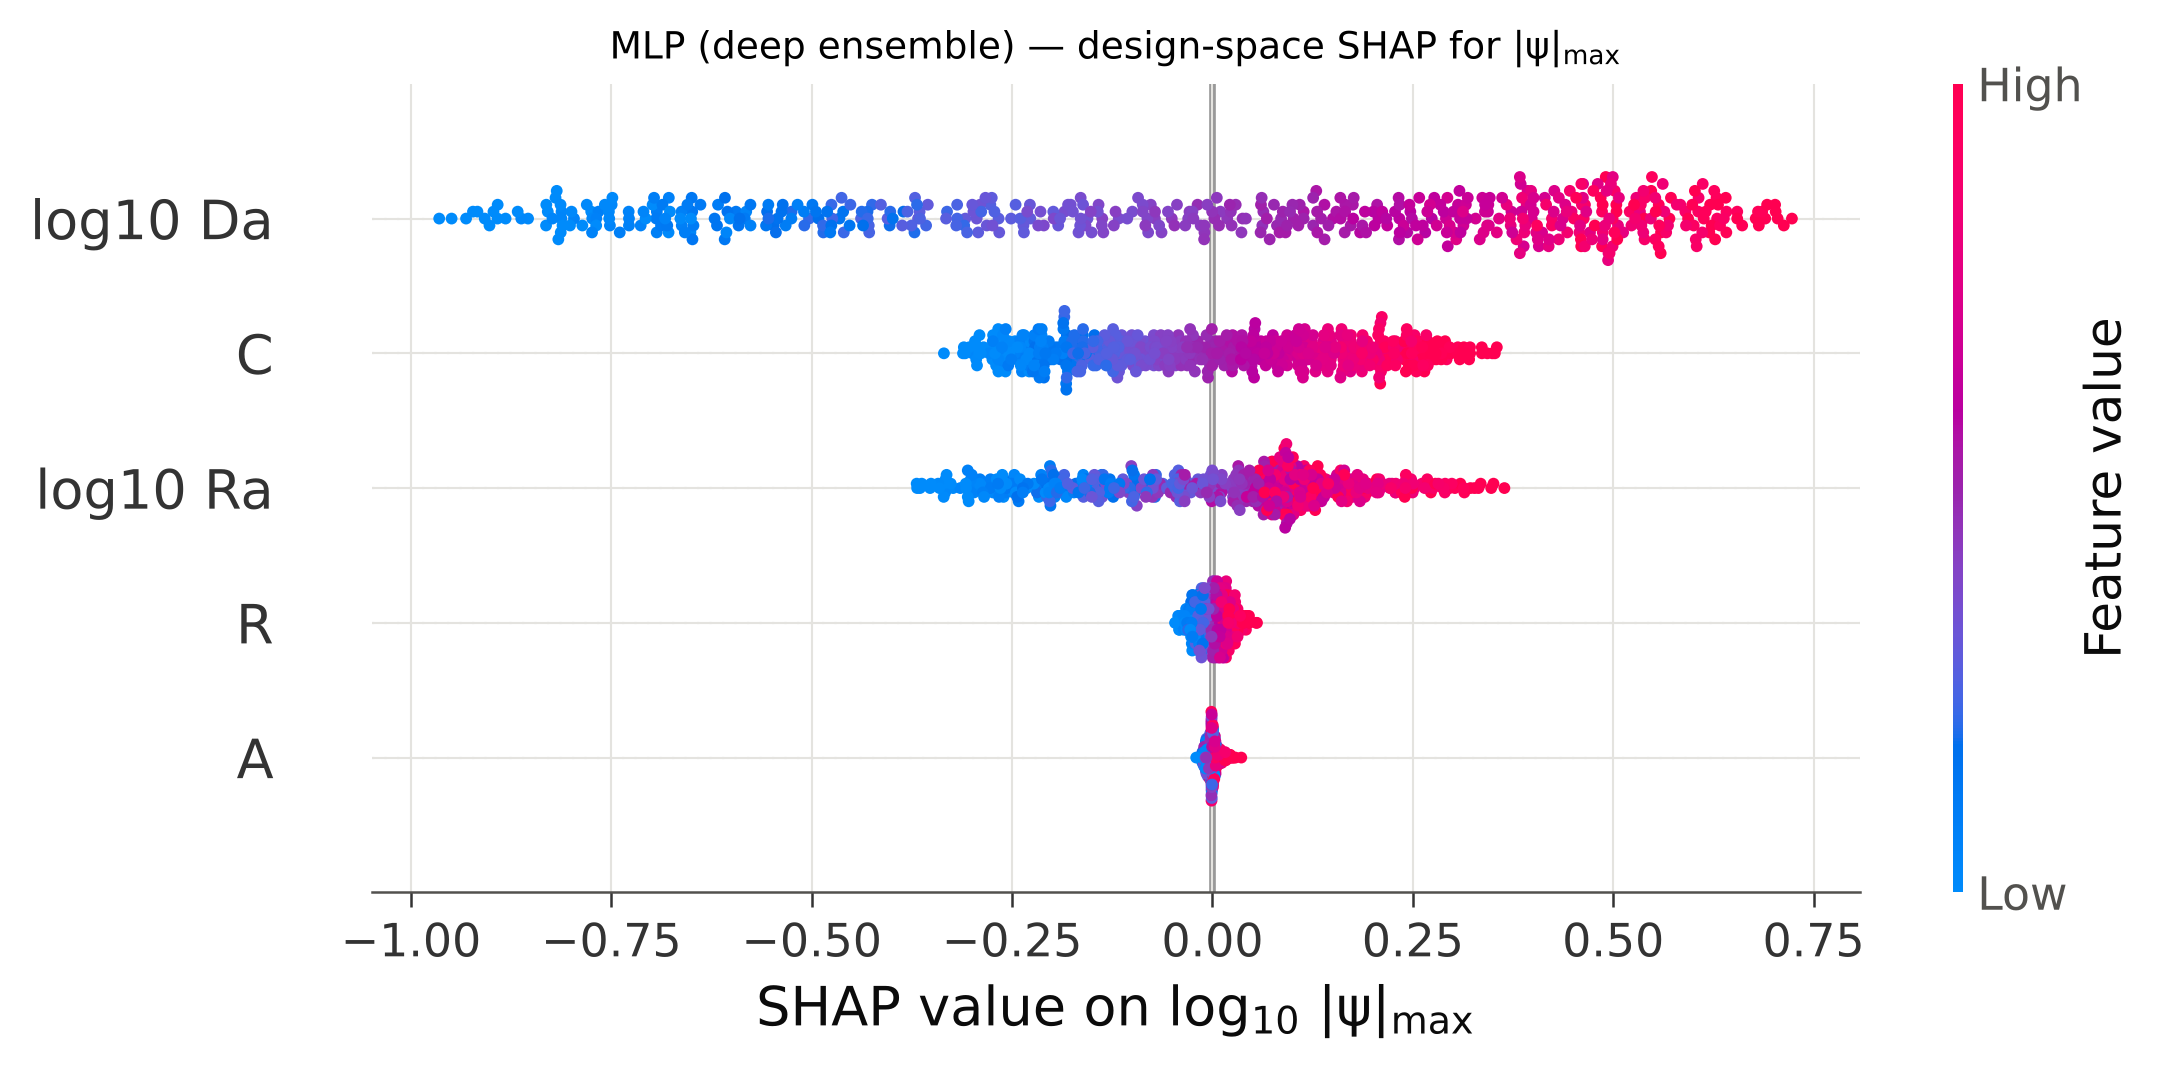 MLP (deep ensemble) — design-space SHAP for |ψ|max
High
log10 Da
C
log10 Ra
R
A
Feature value
Low
−1.00 −0.75 −0.50 −0.25 0.00 0.25 0.50 0.75
SHAP value on log10 |ψ|max